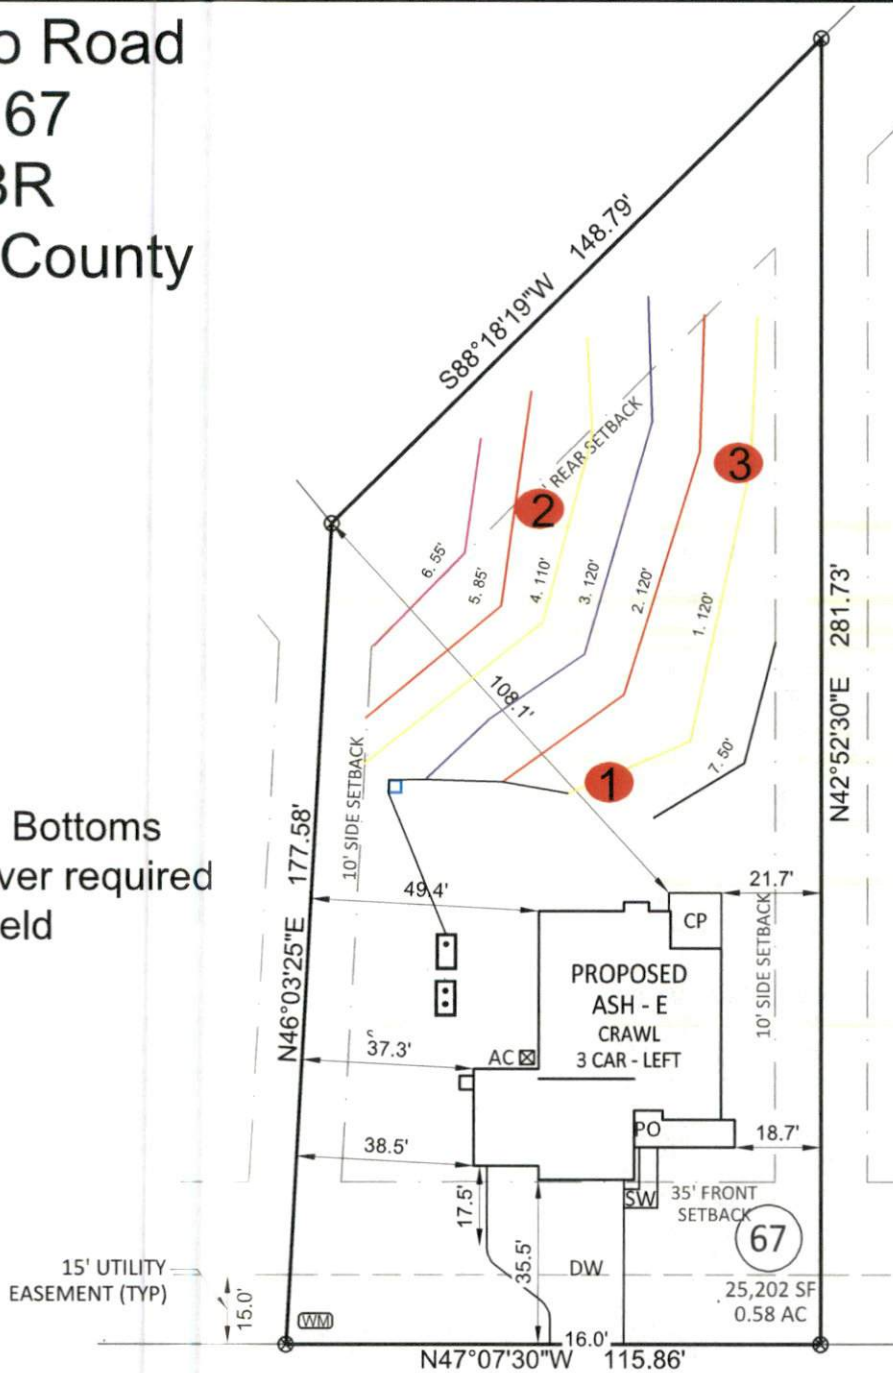 o Road
67
BR
County
S88°18'19"W 148.79'
' REAR SETBACK
3
2
6. 55'
5. 85'
4. 110'
3. 120'
2. 120'
1. 120'
N42°52'30"E 281.73'
108.1'
7. 50'
1
10' SIDE SETBACK
Bottoms
ver required
eld
N46°03'25"E 177.58'
49.4'
21.7'
CP
10' SIDE SETBACK
PROPOSED
ASH - E
CRAWL
3 CAR - LEFT
AC
37.3'
PO
38.5'
18.7'
17.5'
SW
35' FRONT
SETBACK
67
35.5'
DW
15' UTILITY
EASEMENT (TYP)
15.0'
25,202 SF
0.58 AC
WM
16.0'
N47°07'30"W 115.86'